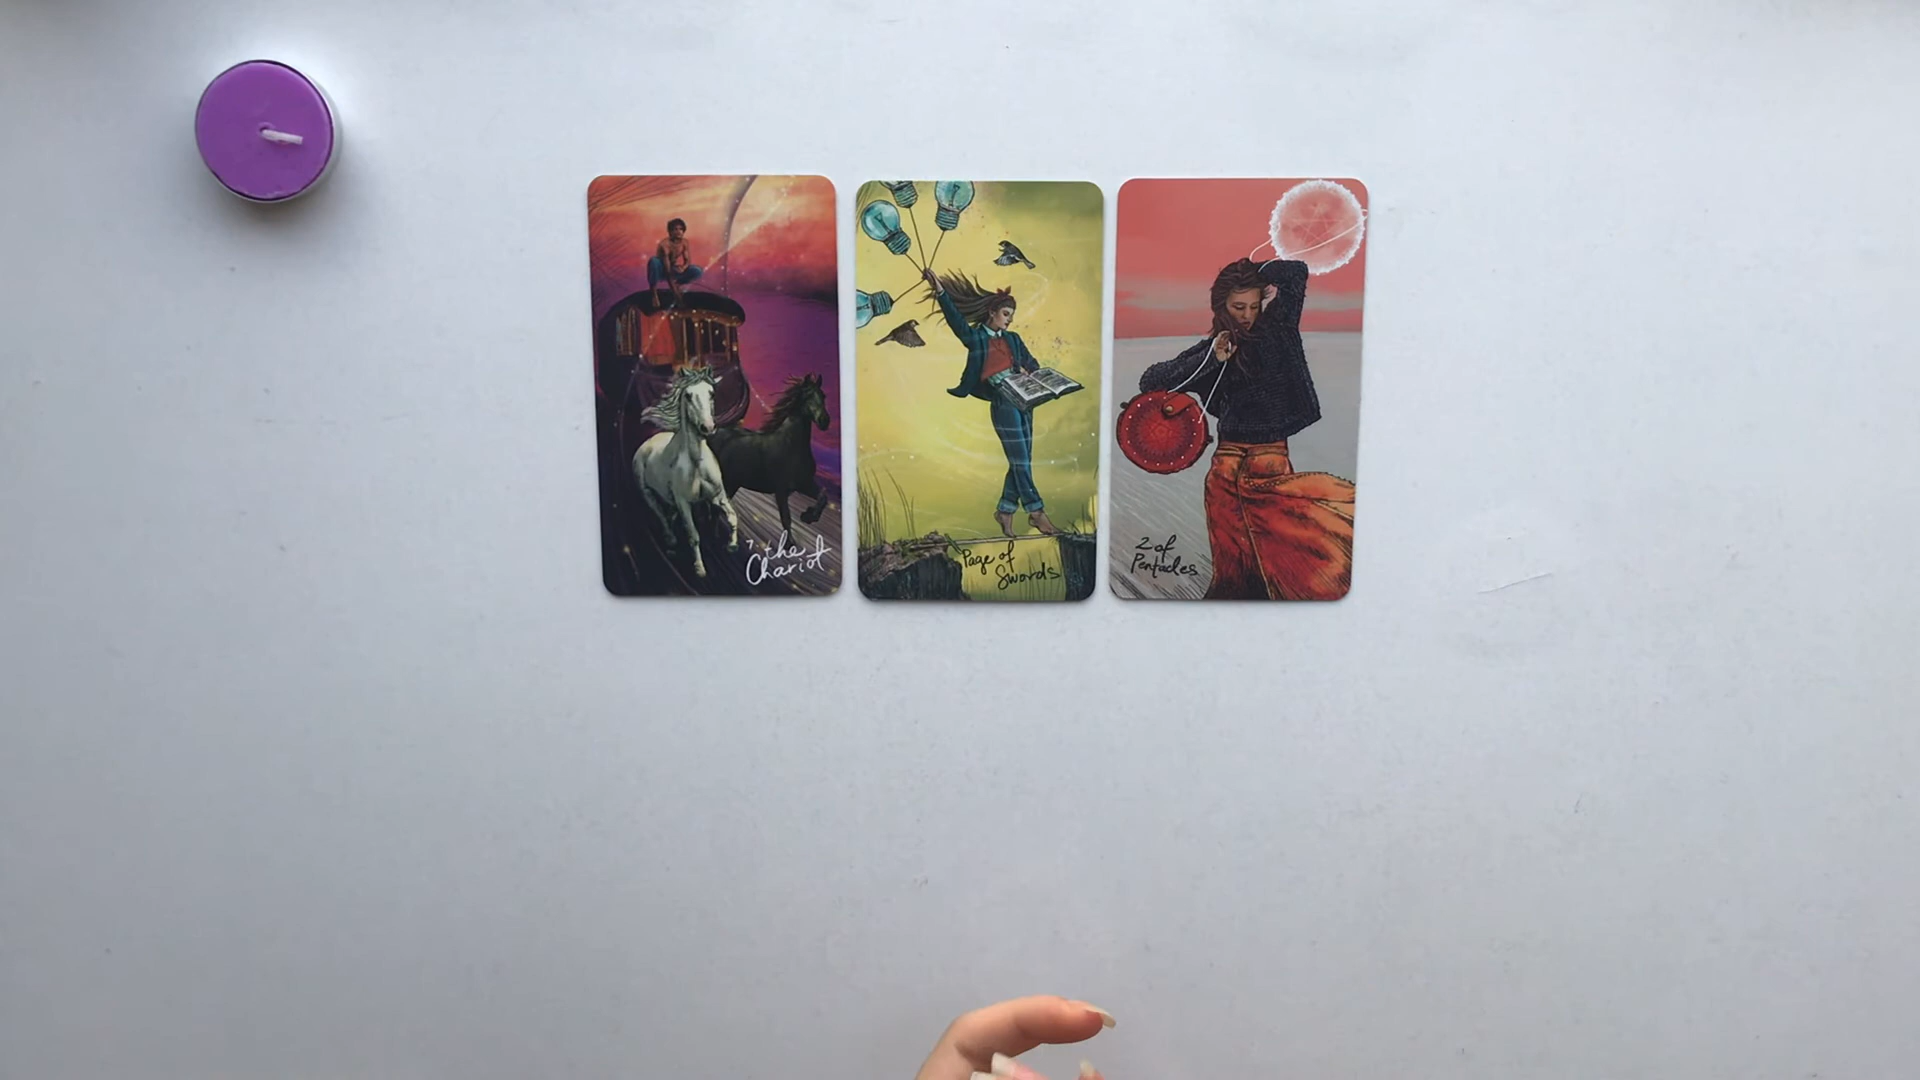 7 the
Chariot
Page of
Swords
2 of
Pentacles